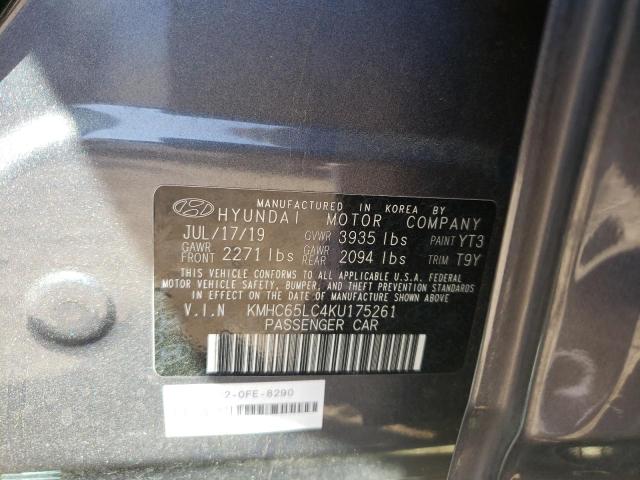 MANUFACTURED IN KOREA BY
HYUNDAI MOTOR COMPANY
JUL/17/19 GVWR 3935 lbs PAINT YT3
GAWR FRONT 2271 lbs GAWR REAR 2094 lbs TRIM T9Y
THIS VEHICLE CONFORMS TO ALL APPLICABLE U.S.A. FEDERAL
MOTOR VEHICLE SAFETY, BUMPER, AND THEFT PREVENTION STANDARDS
IN EFFECT ON THE DATE OF MANUFACTURE SHOWN ABOVE.
V.I.N KMHC65LC4KU175261
PASSENGER CAR
2-0FE-8290